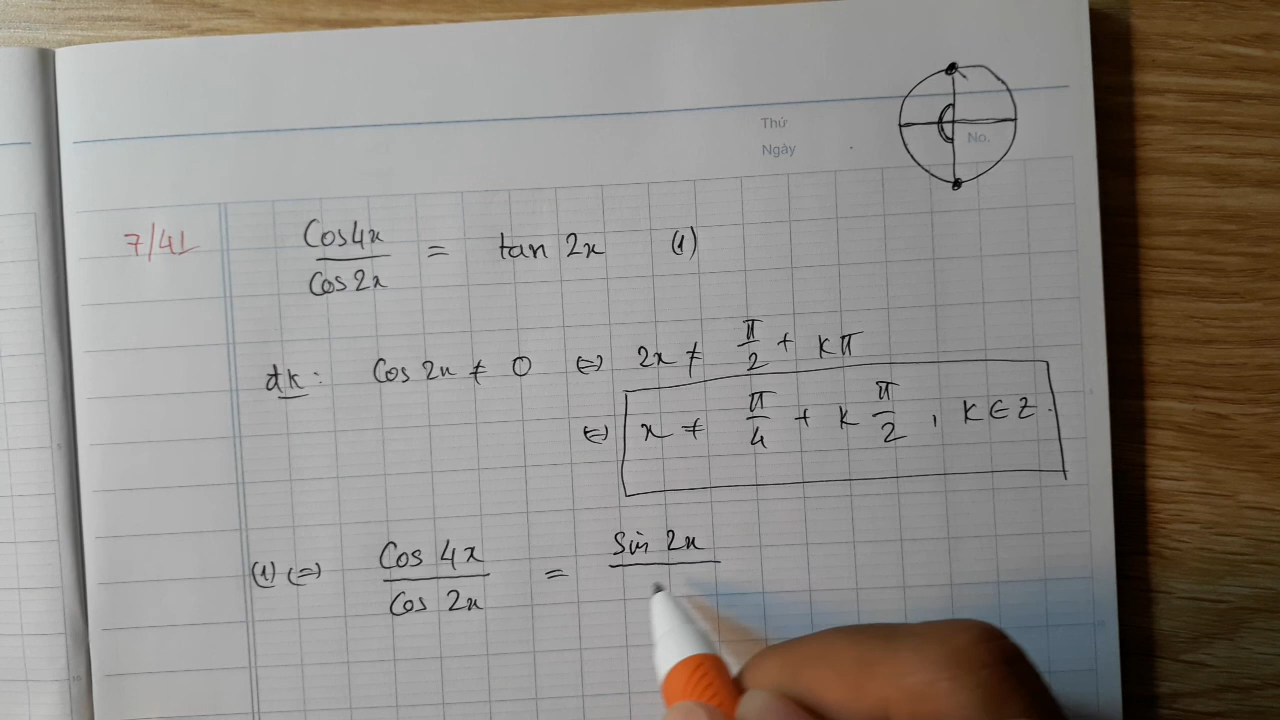 Thứ
Ngày
No.
7/41
Cos4x / Cos2x = tan 2x (1)
đk: Cos 2x ≠ 0 ⇔ 2x ≠ π/2 + kπ
⇔ x ≠ π/4 + k π/2 , k ∈ Z.
(1) ⇔ Cos 4x / Cos 2x = Sin 2x